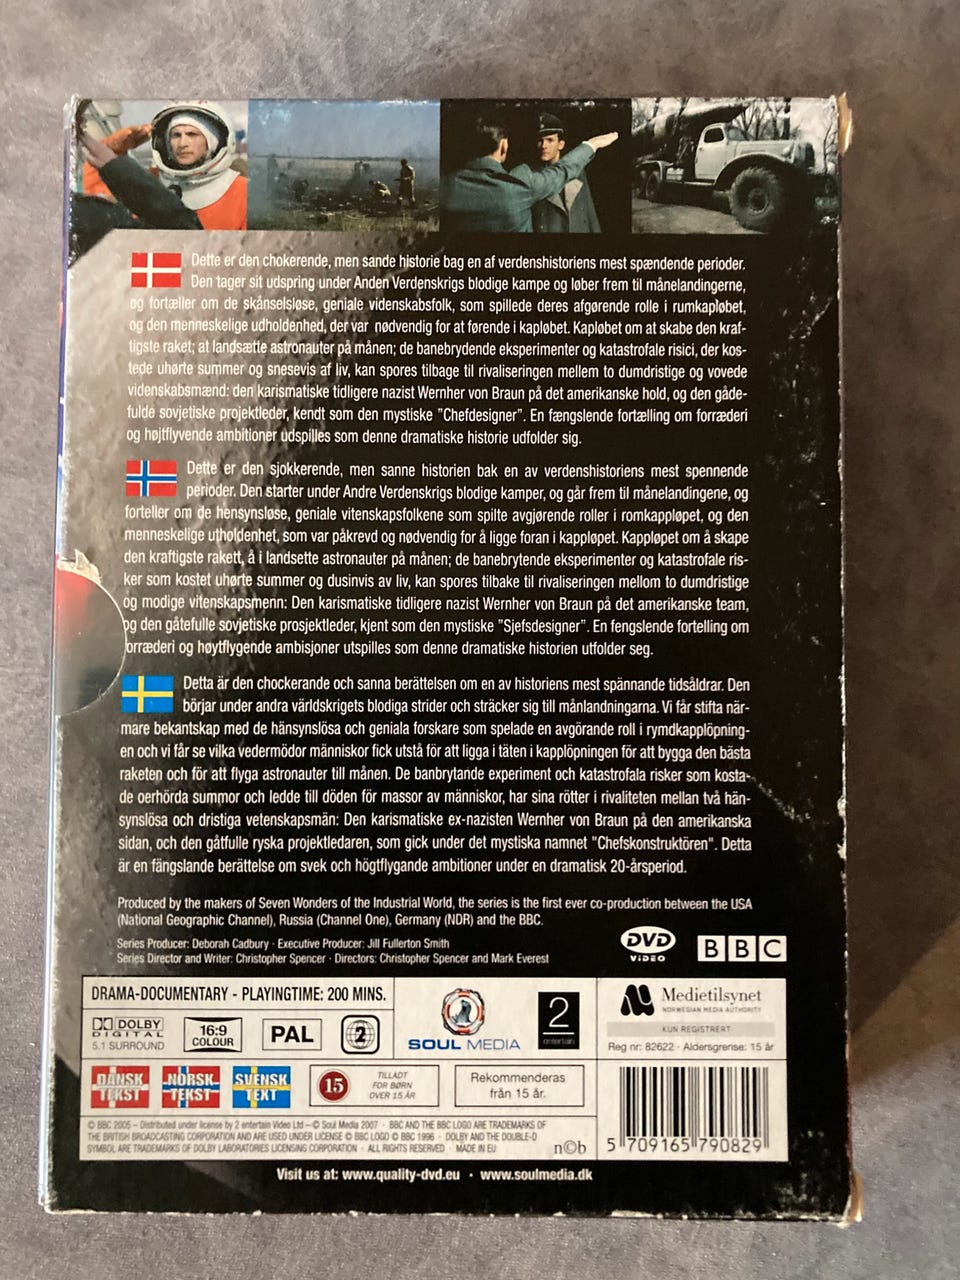 Dette er den chokerende, men sande historie bag en af verdenshistoriens mest spændende perioder.
Den tager sit udspring under Anden Verdenskrigs blodige kampe og løber frem til månelandingerne,
og fortæller om de skånselsløse, geniale videnskabsfolk, som spillede deres afgørende rolle i rumkapløbet,
og den menneskelige udholdenhed, der var nødvendig for at førende i kapløbet. Kapløbet om at skabe den kraf-
tigste raket; at landsætte astronauter på månen; de banebrydende eksperimenter og katastrofale risici, der kos-
tede uhørte summer og snesevis af liv, kan spores tilbage til rivaliseringen mellem to dumdristige og vovede
videnskabsmænd: den karismatiske tidligere nazist Wernher von Braun på det amerikanske hold, og den gåde-
fulde sovjetiske projektleder, kendt som den mystiske "Chefdesigner". En fængslende fortælling om forræderi
og højtflyvende ambitioner udspilles som denne dramatiske historie udfolder sig.
Dette er den sjokkerende, men sanne historien bak en av verdenshistoriens mest spennende
perioder. Den starter under Andre Verdenskrigs blodige kamper, og går frem til månelandingene, og
forteller om de hensynsløse, geniale vitenskapsfolkene som spilte avgjørende roller i romkappløpet, og den
menneskelige utholdenhet, som var påkrevd og nødvendig for å ligge foran i kappløpet. Kappløpet om å skape
den kraftigste rakett, å i landsette astronauter på månen; de banebrytende eksperimenter og katastrofale ris-
ker som kostet uhørte summer og dusinvis av liv, kan spores tilbake til rivaliseringen mellom to dumdristige
og modige vitenskapsmenn: Den karismatiske tidligere nazist Wernher von Braun på det amerikanske team,
og den gåtefulle sovjetiske prosjektleder, kjent som den mystiske "Sjefsdesigner". En fengslende fortelling om
forræderi og høytflygende ambisjoner utspilles som denne dramatiske historien utfolder seg.
Detta är den chockerande och sanna berättelsen om en av historiens mest spännande tidsåldrar. Den
börjar under andra världskrigets blodiga strider och sträcker sig till månlandningarna. Vi får stifta när-
mare bekantskap med de hänsynslösa och geniala forskare som spelade en avgörande roll i rymdkapplöpning-
en och vi får se vilka vedermödor människor fick utstå för att ligga i täten i kapplöpningen för att bygga den bästa
raketen och för att flyga astronauter till månen. De banbrytande experiment och katastrofala risker som kosta-
de oerhörda summor och ledde till döden för massor av människor, har sina rötter i rivaliteten mellan två hän-
synslösa och dristiga vetenskapsmän: Den karismatiske ex-nazisten Wernher von Braun på den amerikanska
sidan, och den gåtfulle ryska projektledaren, som gick under det mystiska namnet "Chefskonstruktören". Detta
är en fängslande berättelse om svek och högtflygande ambitioner under en dramatisk 20-årsperiod.
Produced by the makers of Seven Wonders of the Industrial World, the series is the first ever co-production between the USA
(National Geographic Channel), Russia (Channel One), Germany (NDR) and the BBC.
Series Producer: Deborah Cadbury · Executive Producer: Jill Fullerton Smith
Series Director and Writer: Christopher Spencer · Directors: Christopher Spencer and Mark Everest
DVD VIDEO
BBC
DRAMA-DOCUMENTARY - PLAYINGTIME: 200 MINS.
DOLBY DIGITAL
5.1 SURROUND
16:9 COLOUR
PAL
2
SOUL MEDIA
2 entertain
Medietilsynet
NORWEGIAN MEDIA AUTHORITY
KUN REGISTRERT
Reg nr: 82622 · Aldersgrense: 15 år
DANSK TEKST
NORSK TEKST
SVENSK TEXT
15
TILLADT
FOR BØRN
OVER 15 ÅR
Rekommenderas
från 15 år.
© BBC 2005 – Distributed under license by 2 entertain Video Ltd – © Soul Media 2007 · BBC AND THE BBC LOGO ARE TRADEMARKS OF
THE BRITISH BROADCASTING CORPORATION AND ARE USED UNDER LICENSE © BBC LOGO © BBC 1996 · DOLBY AND THE DOUBLE-D
SYMBOL ARE TRADEMARKS OF DOLBY LABORATORIES LICENSING CORPORATION · ALL RIGHTS RESERVED · MADE IN EU
n©b
5 709165 790829
Visit us at: www.quality-dvd.eu · www.soulmedia.dk